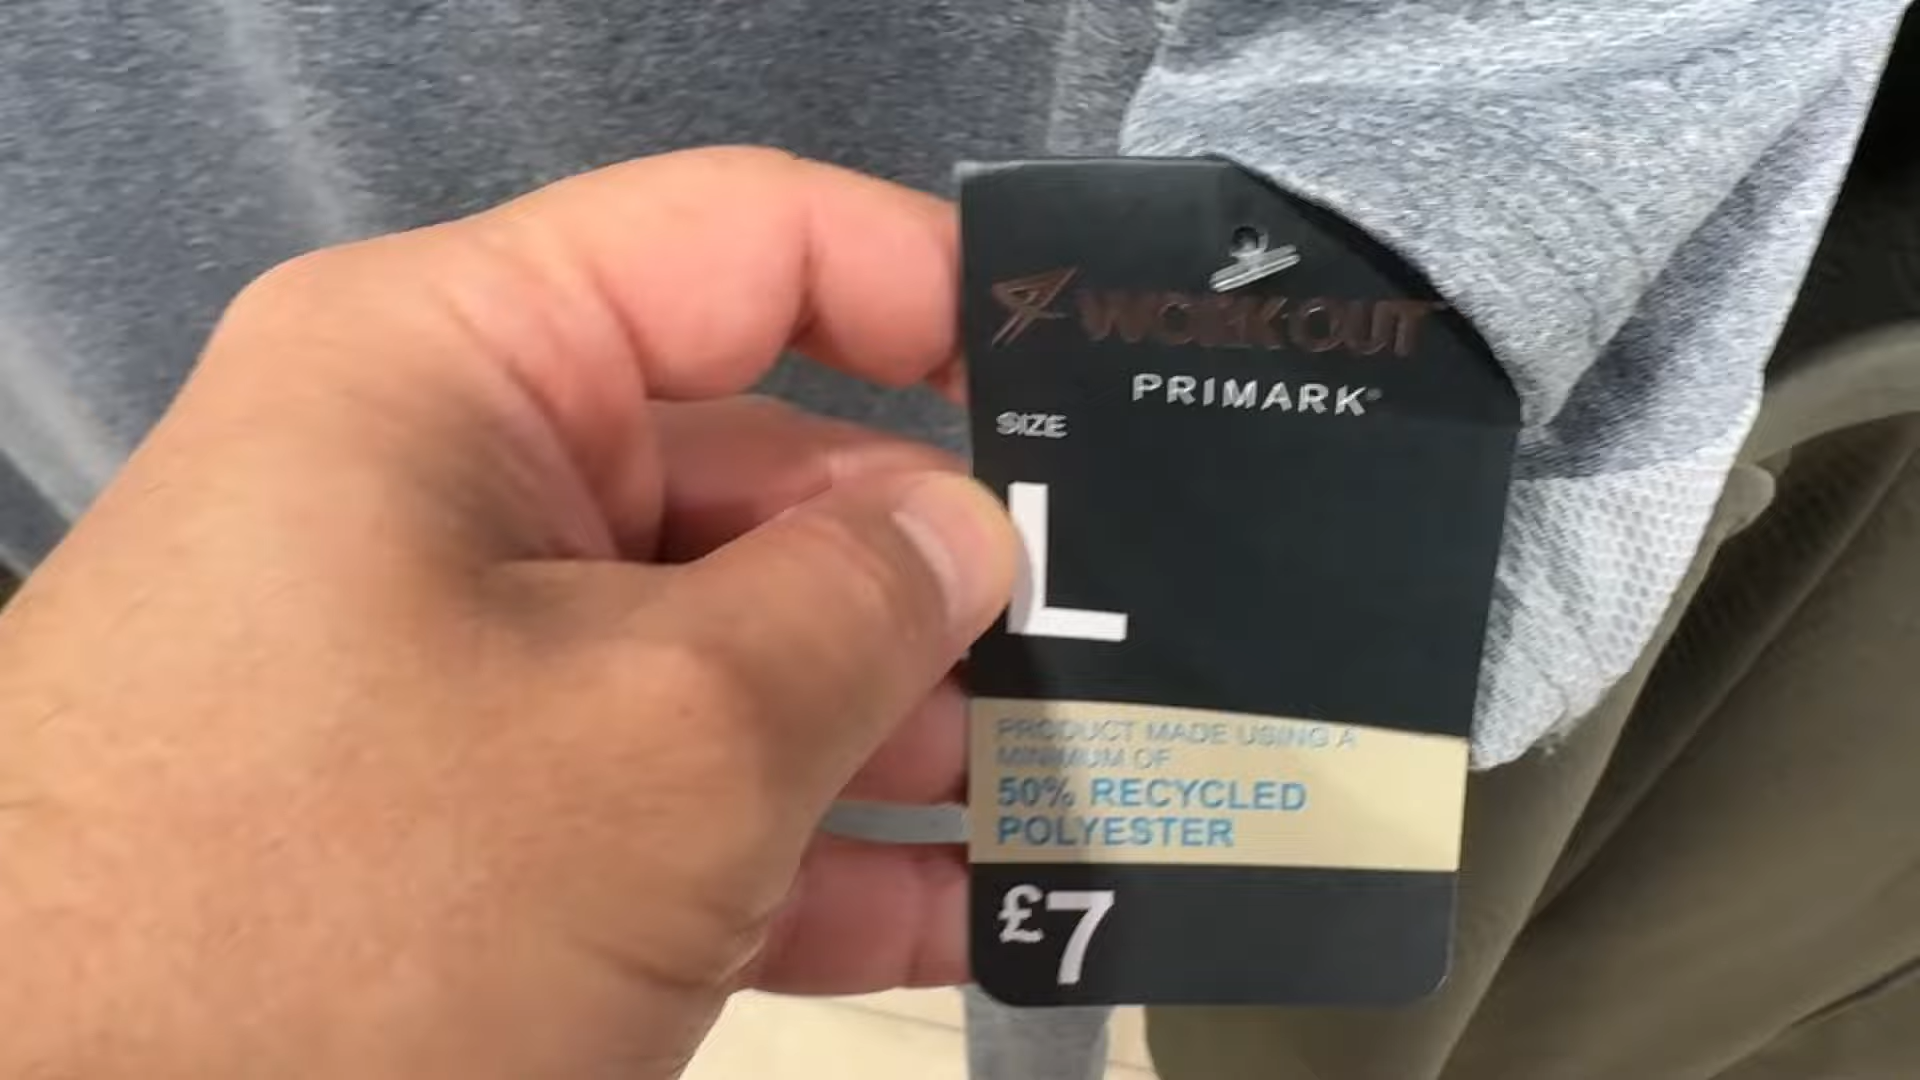 WORKOUT
PRIMARK®
SIZE
L
PRODUCT MADE USING A
MINIMUM OF
50% RECYCLED
POLYESTER
£7